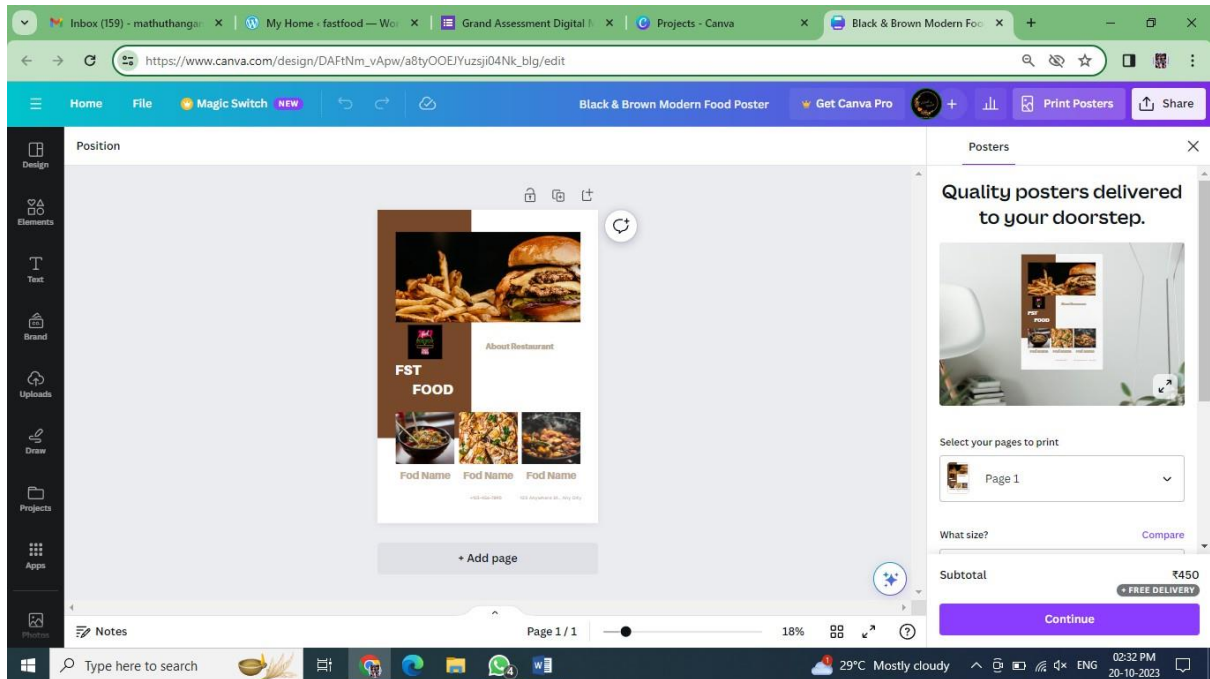 Inbox (159) - mathuthangar
My Home ‹ fastfood — Wor
Grand Assessment Digital
Projects - Canva
Black & Brown Modern Foo
https://www.canva.com/design/DAFtNm_vApw/a8tyOOEJYuzsji04Nk_blg/edit
Home File Magic Switch NEW Black & Brown Modern Food Poster Get Canva Pro Print Posters Share
Design
Elements
Text
Brand
Uploads
Draw
Projects
Apps
Photos
Position
About Restaurant
FST
FOOD
Fod Name Fod Name Fod Name
+ Add page
Notes Page 1 / 1 18%
Posters
Quality posters delivered
to your doorstep.
FST
FOOD
Select your pages to print
Page 1
What size? Compare
Subtotal ₹450
+ FREE DELIVERY
Continue
Type here to search 4 29°C Mostly cloudy ENG 02:32 PM
20-10-2023